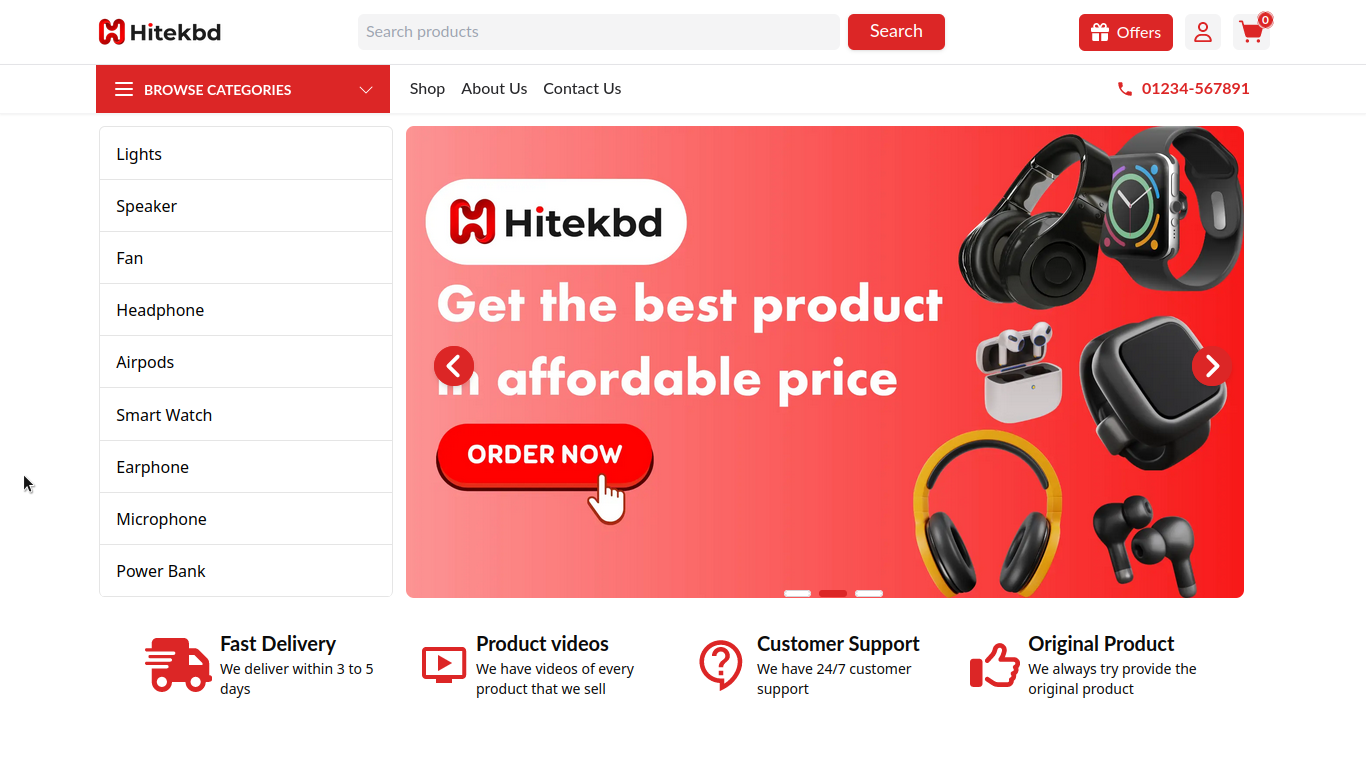 Hitekbd
Search products
Search
Offers
0
BROWSE CATEGORIES
Shop
About Us
Contact Us
01234-567891
Lights
Speaker
Fan
Headphone
Airpods
Smart Watch
Earphone
Microphone
Power Bank
Hitekbd
Get the best product
in affordable price
ORDER NOW
Fast Delivery
We deliver within 3 to 5
days
Product videos
We have videos of every
product that we sell
Customer Support
We have 24/7 customer
support
Original Product
We always try provide the
original product